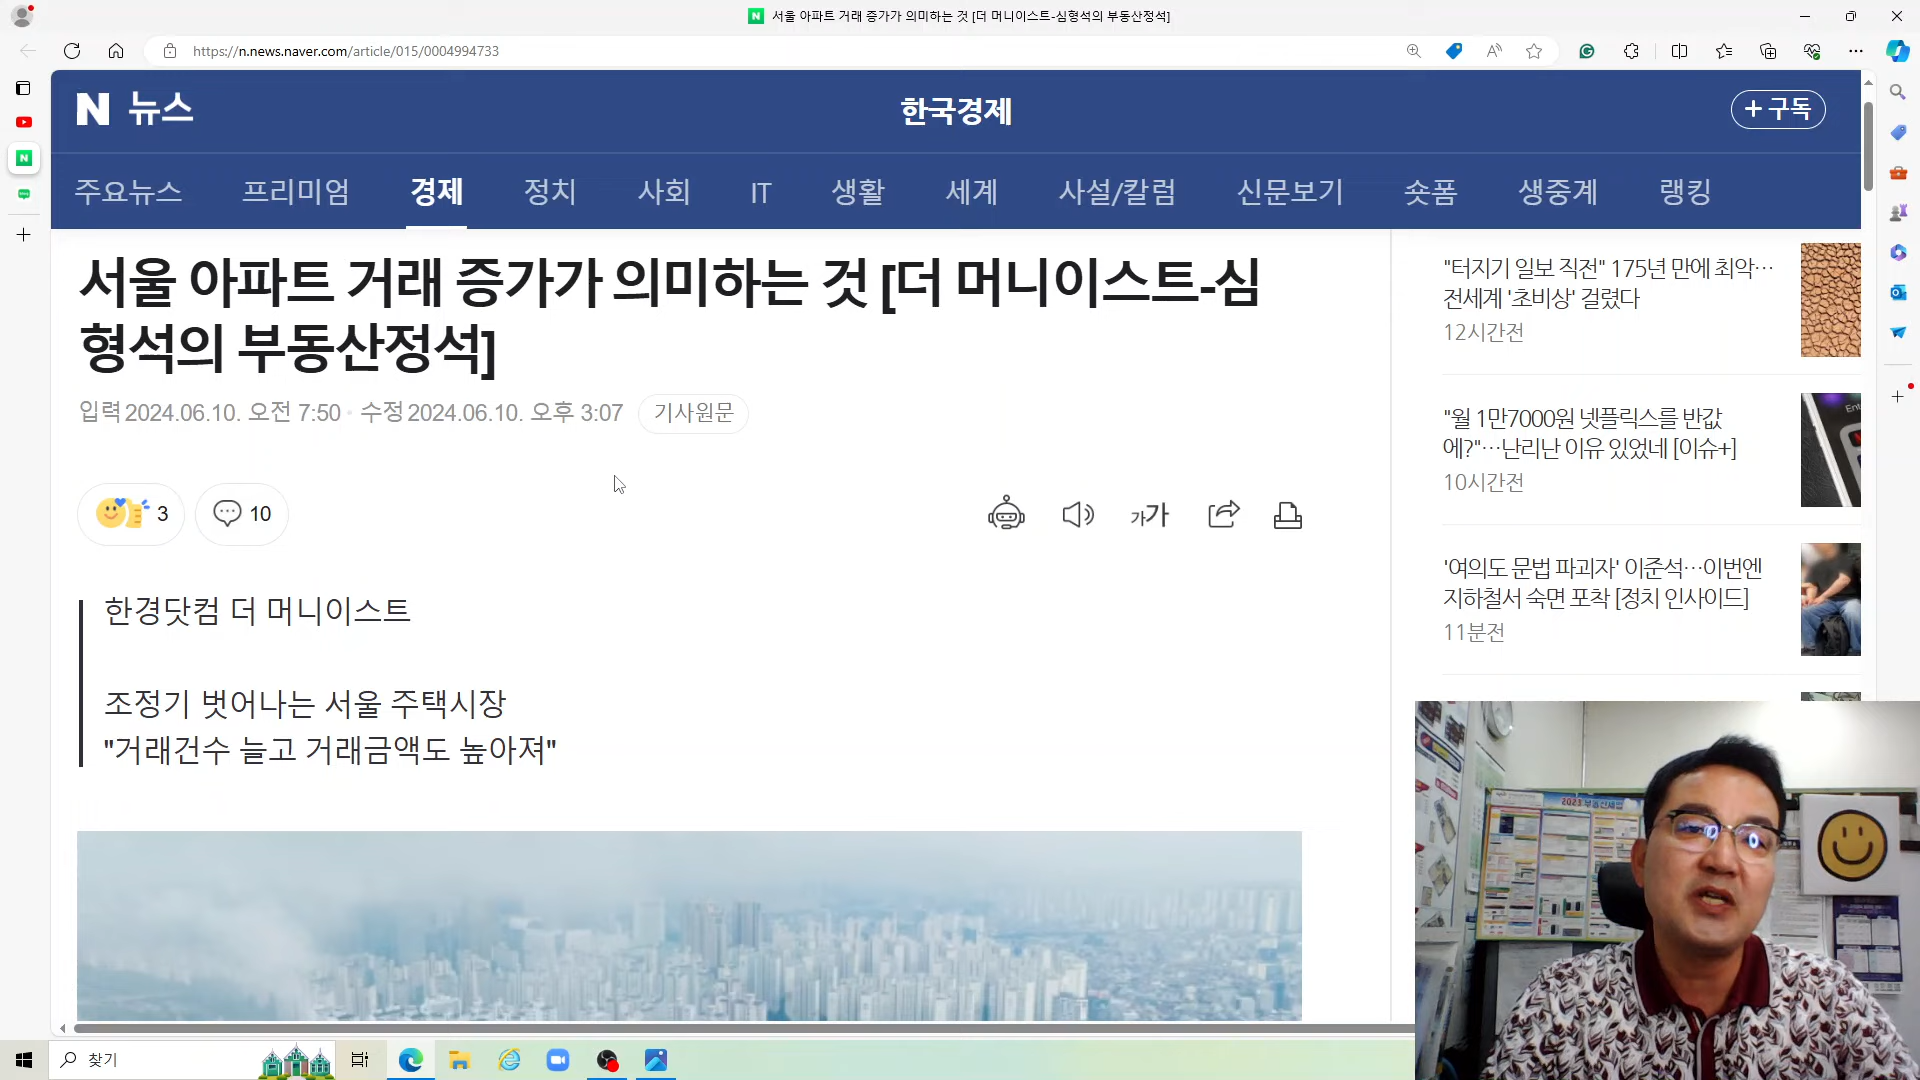 서울 아파트 거래 증가가 의미하는 것 [더 머니이스트-심형석의 부동산정석]
https://n.news.naver.com/article/015/0004994733
N 뉴스
한국경제
+ 구독
주요뉴스 프리미엄 경제 정치 사회 IT 생활 세계 사설/칼럼 신문보기 숏폼 생중계 랭킹
서울 아파트 거래 증가가 의미하는 것 [더 머니이스트-심
형석의 부동산정석]
입력 2024.06.10. 오전 7:50 · 수정 2024.06.10. 오후 3:07 기사원문
3
10
가가
한경닷컴 더 머니이스트
조정기 벗어나는 서울 주택시장
"거래건수 늘고 거래금액도 높아져"
"터지기 일보 직전" 175년 만에 최악…
전세계 '초비상' 걸렸다
12시간전
"월 1만7000원 넷플릭스를 반값
에?"…난리난 이유 있었네 [이슈+]
10시간전
'여의도 문법 파괴자' 이준석…이번엔
지하철서 숙면 포착 [정치 인사이드]
11분전
2023 부동산세법
찾기